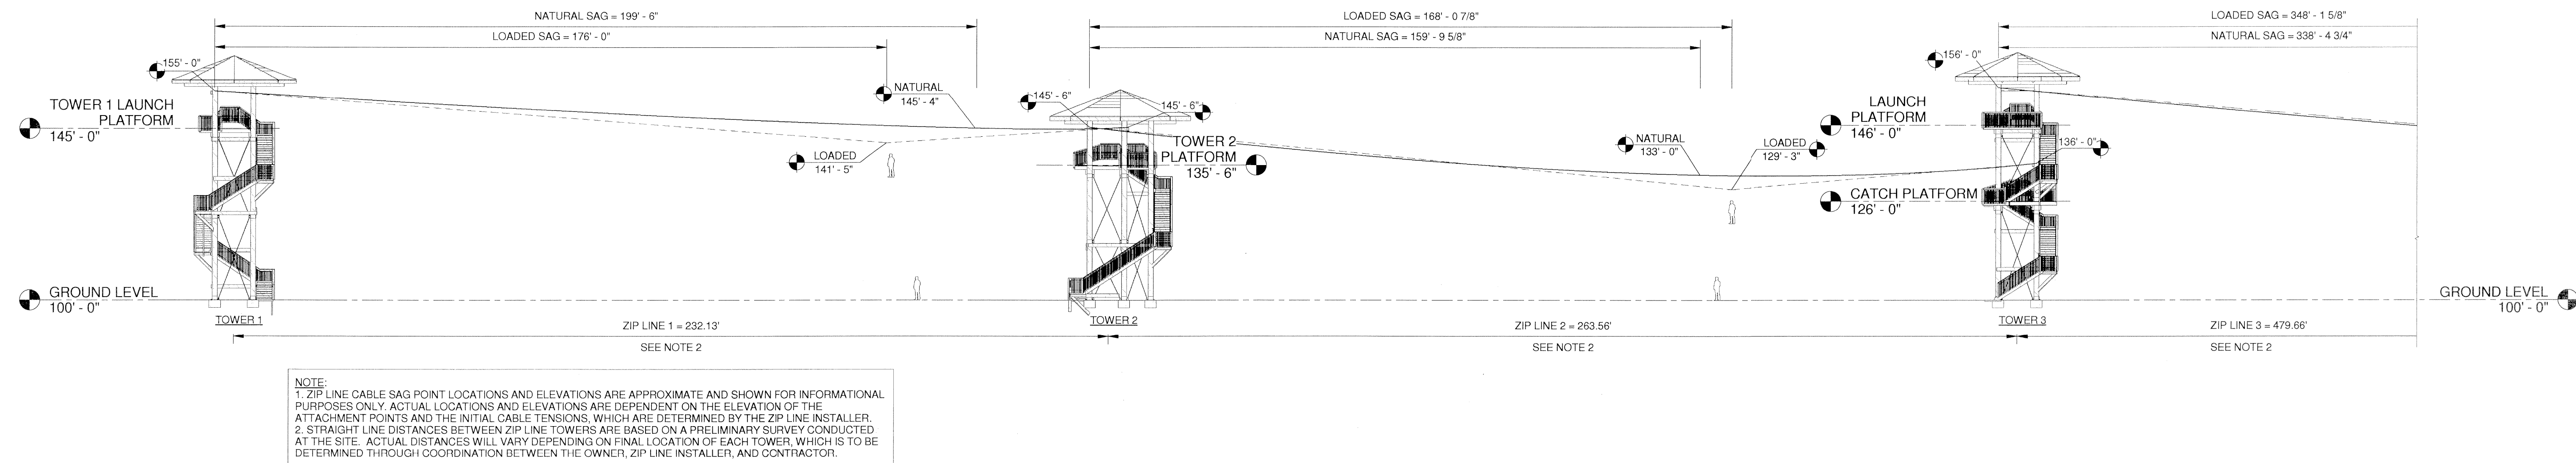 NATURAL SAG = 199' - 6"
LOADED SAG = 168' - 0 7/8"
LOADED SAG = 348' - 1 5/8"
LOADED SAG = 176' - 0"
NATURAL SAG = 159' - 9 5/8"
NATURAL SAG = 338' - 4 3/4"
155' - 0"
156' - 0"
NATURAL
145' - 4"
145' - 6"
145' - 6"
TOWER 1 LAUNCH
PLATFORM
145' - 0"
LAUNCH
PLATFORM
146' - 0"
LOADED
141' - 5"
TOWER 2
PLATFORM
135' - 6"
NATURAL
133' - 0"
LOADED
129' - 3"
136' - 0"
CATCH PLATFORM
126' - 0"
GROUND LEVEL
100' - 0"
GROUND LEVEL
100' - 0"
TOWER 1
TOWER 2
TOWER 3
ZIP LINE 1 = 232.13'
SEE NOTE 2
ZIP LINE 2 = 263.56'
SEE NOTE 2
ZIP LINE 3 = 479.66'
SEE NOTE 2
NOTE:
1. ZIP LINE CABLE SAG POINT LOCATIONS AND ELEVATIONS ARE APPROXIMATE AND SHOWN FOR INFORMATIONAL
PURPOSES ONLY. ACTUAL LOCATIONS AND ELEVATIONS ARE DEPENDENT ON THE ELEVATION OF THE
ATTACHMENT POINTS AND THE INITIAL CABLE TENSIONS, WHICH ARE DETERMINED BY THE ZIP LINE INSTALLER.
2. STRAIGHT LINE DISTANCES BETWEEN ZIP LINE TOWERS ARE BASED ON A PRELIMINARY SURVEY CONDUCTED
AT THE SITE. ACTUAL DISTANCES WILL VARY DEPENDING ON FINAL LOCATION OF EACH TOWER, WHICH IS TO BE
DETERMINED THROUGH COORDINATION BETWEEN THE OWNER, ZIP LINE INSTALLER, AND CONTRACTOR.